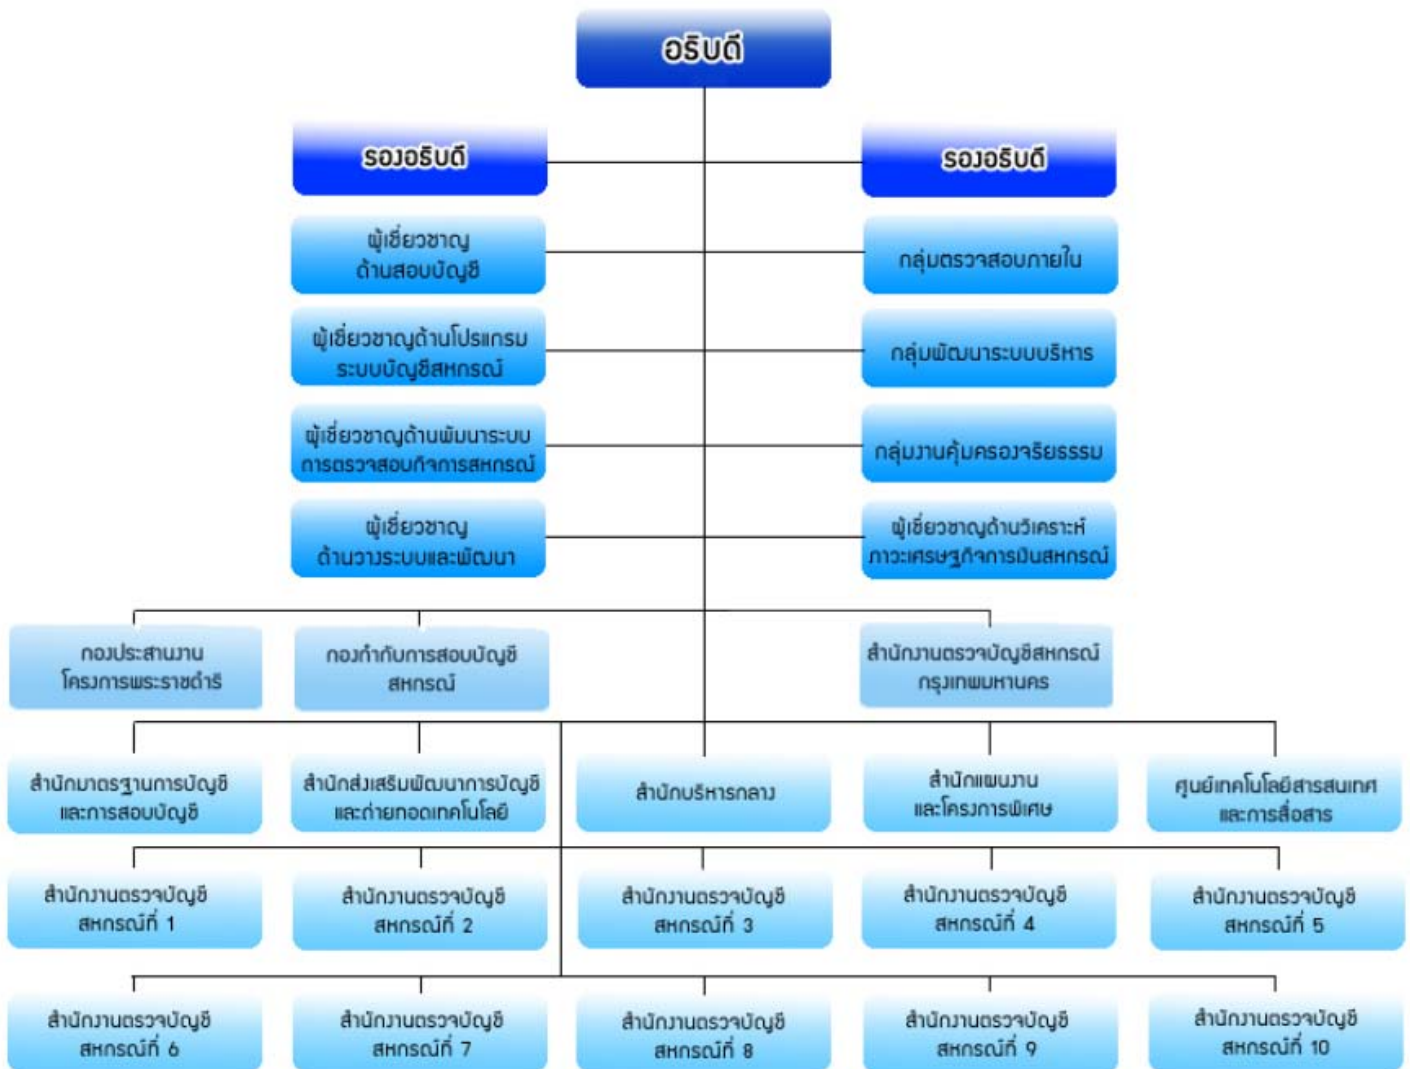 อธิบดี
รองอธิบดี
รองอธิบดี
ผู้เชี่ยวชาญ
ด้านสอบบัญชี
กลุ่มตรวจสอบภายใน
ผู้เชี่ยวชาญด้านโปรแกรม
ระบบบัญชีสหกรณ์
กลุ่มพัฒนาระบบบริหาร
ผู้เชี่ยวชาญด้านพัมนาระบบ
การตรวจสอบกิจการสหกรณ์
กลุ่มงานคุ้มครองจริยธรรม
ผู้เชี่ยวชาญ
ด้านวางระบบและพัฒนา
ผู้เชี่ยวชาญด้านวิเคราะห์
ภาวะเศรษฐกิจการเงินสหกรณ์
กองประสานงาน
โครงการพระราชดำริ
กองกำกับการสอบบัญชี
สหกรณ์
สำนักงานตรวจบัญชีสหกรณ์
กรุงเทพมหานคร
สำนักมาตรฐานการบัญชี
และการสอบบัญชี
สำนักส่งเสริมพัฒนาการบัญชี
และถ่ายทอดเทคโนโลยี
สำนักบริหารกลาง
สำนักแผนงาน
และโครงการพิเศษ
ศูนย์เทคโนโลยีสารสนเทศ
และการสื่อสาร
สำนักงานตรวจบัญชี
สหกรณ์ที่ 1
สำนักงานตรวจบัญชี
สหกรณ์ที่ 2
สำนักงานตรวจบัญชี
สหกรณ์ที่ 3
สำนักงานตรวจบัญชี
สหกรณ์ที่ 4
สำนักงานตรวจบัญชี
สหกรณ์ที่ 5
สำนักงานตรวจบัญชี
สหกรณ์ที่ 6
สำนักงานตรวจบัญชี
สหกรณ์ที่ 7
สำนักงานตรวจบัญชี
สหกรณ์ที่ 8
สำนักงานตรวจบัญชี
สหกรณ์ที่ 9
สำนักงานตรวจบัญชี
สหกรณ์ที่ 10